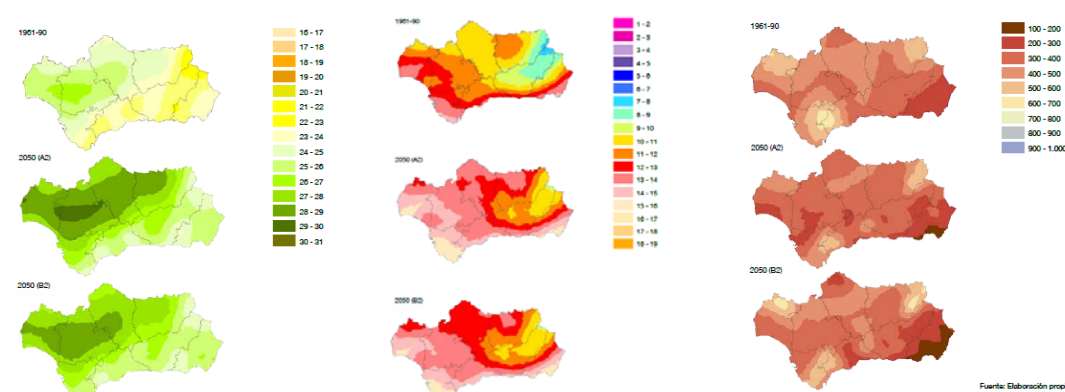 1961-90
16 - 17
17 - 18
18 - 19
19 - 20
20 - 21
21 - 22
22 - 23
23 - 24
24 - 25
25 - 26
26 - 27
27 - 28
28 - 29
29 - 30
30 - 31
2050 (A2)
2050 (B2)
1961-90
1 - 2
2 - 3
3 - 4
4 - 5
5 - 6
6 - 7
7 - 8
8 - 9
9 - 10
10 - 11
11 - 12
12 - 13
13 - 14
14 - 15
15 - 16
16 - 17
17 - 18
18 - 19
2050 (A2)
2050 (B2)
1961-90
100 - 200
200 - 300
300 - 400
400 - 500
500 - 600
600 - 700
700 - 800
800 - 900
900 - 1.000
2050 (A2)
2050 (B2)
Fuente: Elaboración prop